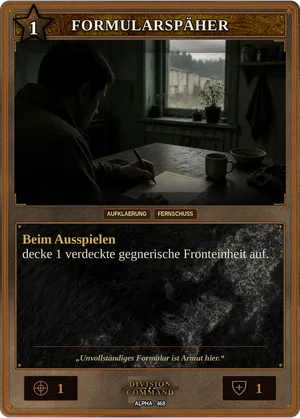 1
FORMULARSPÄHER
AUFKLAERUNG FERNSCHUSS
Beim Ausspielen
decke 1 verdeckte gegnerische Fronteinheit auf.
„Unvollständiges Formular ist Armut hier.“
1
DIVISION
COMMAND
ALPHA · 468
1